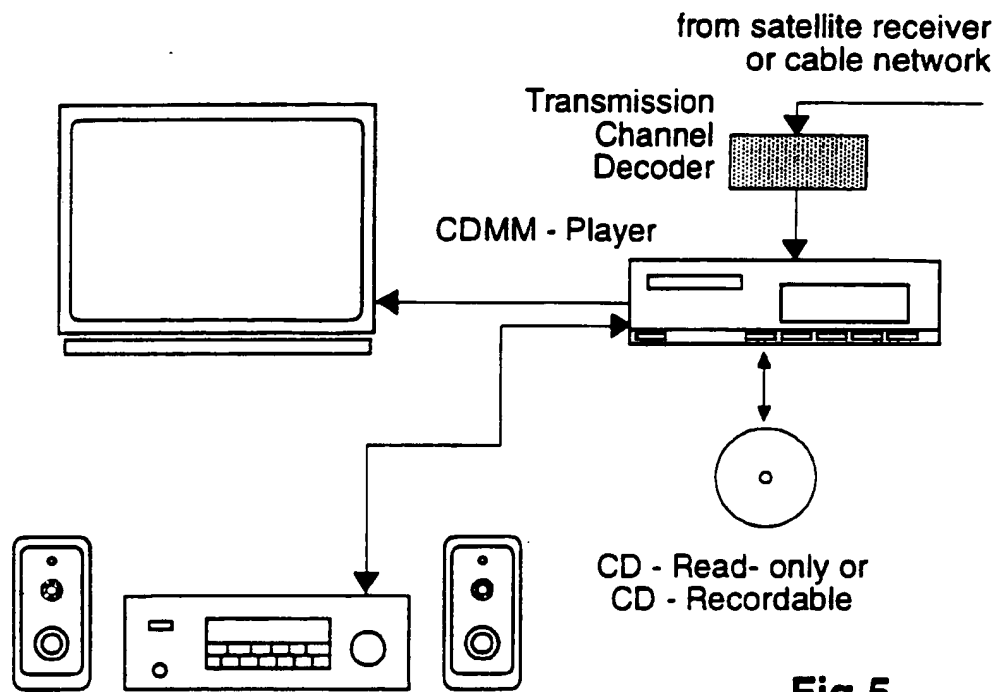 from satellite receiver
or cable network
Transmission
Channel
Decoder
CDMM - Player
CD - Read- only or
CD - Recordable
Fig.5